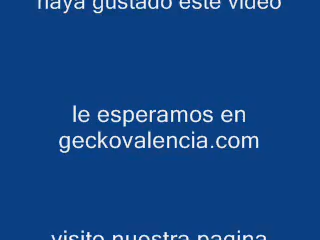 haya gustado este video
le esperamos en
geckovalencia.com
visite nuestra pagina